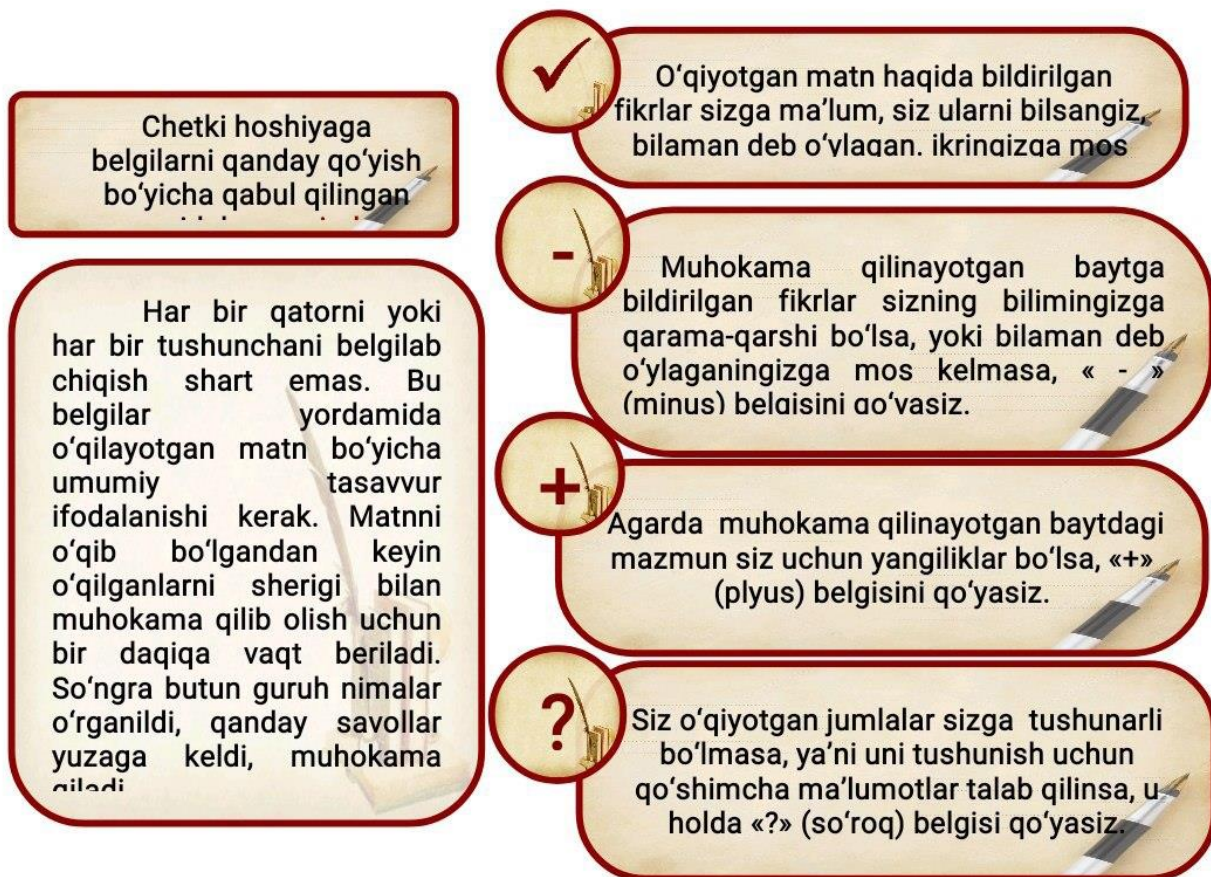 Chetki hoshiyaga
belgilarni qanday qo‘yish
bo‘yicha qabul qilingan
Har bir qatorni yoki
har bir tushunchani belgilab
chiqish shart emas. Bu
belgilar yordamida
o‘qilayotgan matn bo‘yicha
umumiy tasavvur
ifodalanishi kerak. Matnni
o‘qib bo‘lgandan keyin
o‘qilganlarni sherigi bilan
muhokama qilib olish uchun
bir daqiqa vaqt beriladi.
So‘ngra butun guruh nimalar
o‘rganildi, qanday savollar
yuzaga keldi, muhokama
qiladi
✓
O‘qiyotgan matn haqida bildirilgan
fikrlar sizga ma’lum, siz ularni bilsangiz,
bilaman deb o‘ylagan. ikringizga mos
-
Muhokama qilinayotgan baytga
bildirilgan fikrlar sizning bilimingizga
qarama-qarshi bo‘lsa, yoki bilaman deb
o‘ylaganingizga mos kelmasa, « - »
(minus) belgisini qo‘yasiz.
+
Agarda muhokama qilinayotgan baytdagi
mazmun siz uchun yangiliklar bo‘lsa, «+»
(plyus) belgisini qo‘yasiz.
?
Siz o‘qiyotgan jumlalar sizga tushunarli
bo‘lmasa, ya’ni uni tushunish uchun
qo‘shimcha ma’lumotlar talab qilinsa, u
holda «?» (so‘roq) belgisi qo‘yasiz.